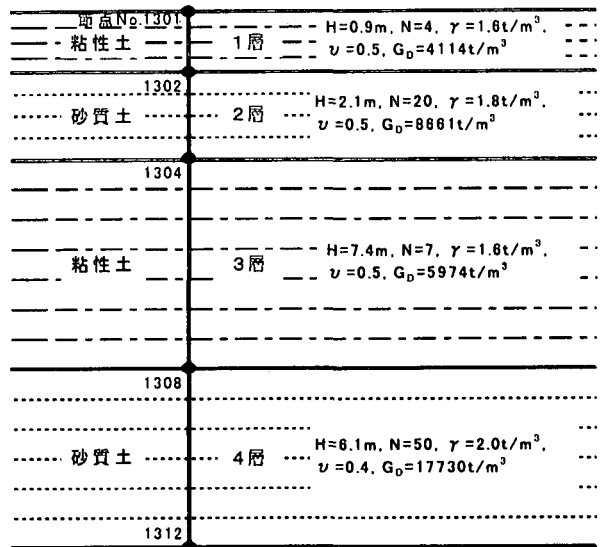 節点No.1301
粘性土 1層 H=0.9m, N=4, γ=1.6t/m³,
υ=0.5, G_D=4114t/m³
1302
砂質土 2層 H=2.1m, N=20, γ=1.8t/m³,
υ=0.5, G_D=8661t/m³
1304
粘性土 3層 H=7.4m, N=7, γ=1.6t/m³,
υ=0.5, G_D=5974t/m³
1308
砂質土 4層 H=6.1m, N=50, γ=2.0t/m³,
υ=0.4, G_D=17730t/m³
1312